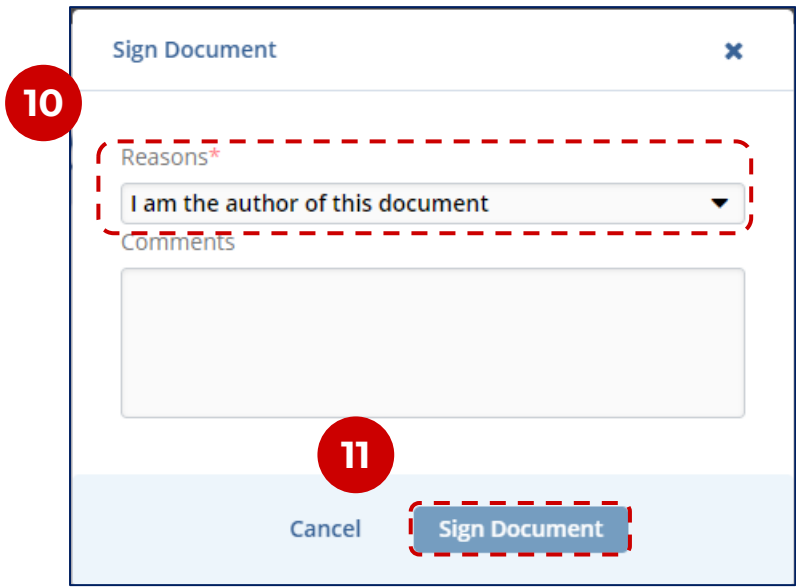 Sign Document
10
Reasons*
I am the author of this document
Comments
11
Cancel
Sign Document